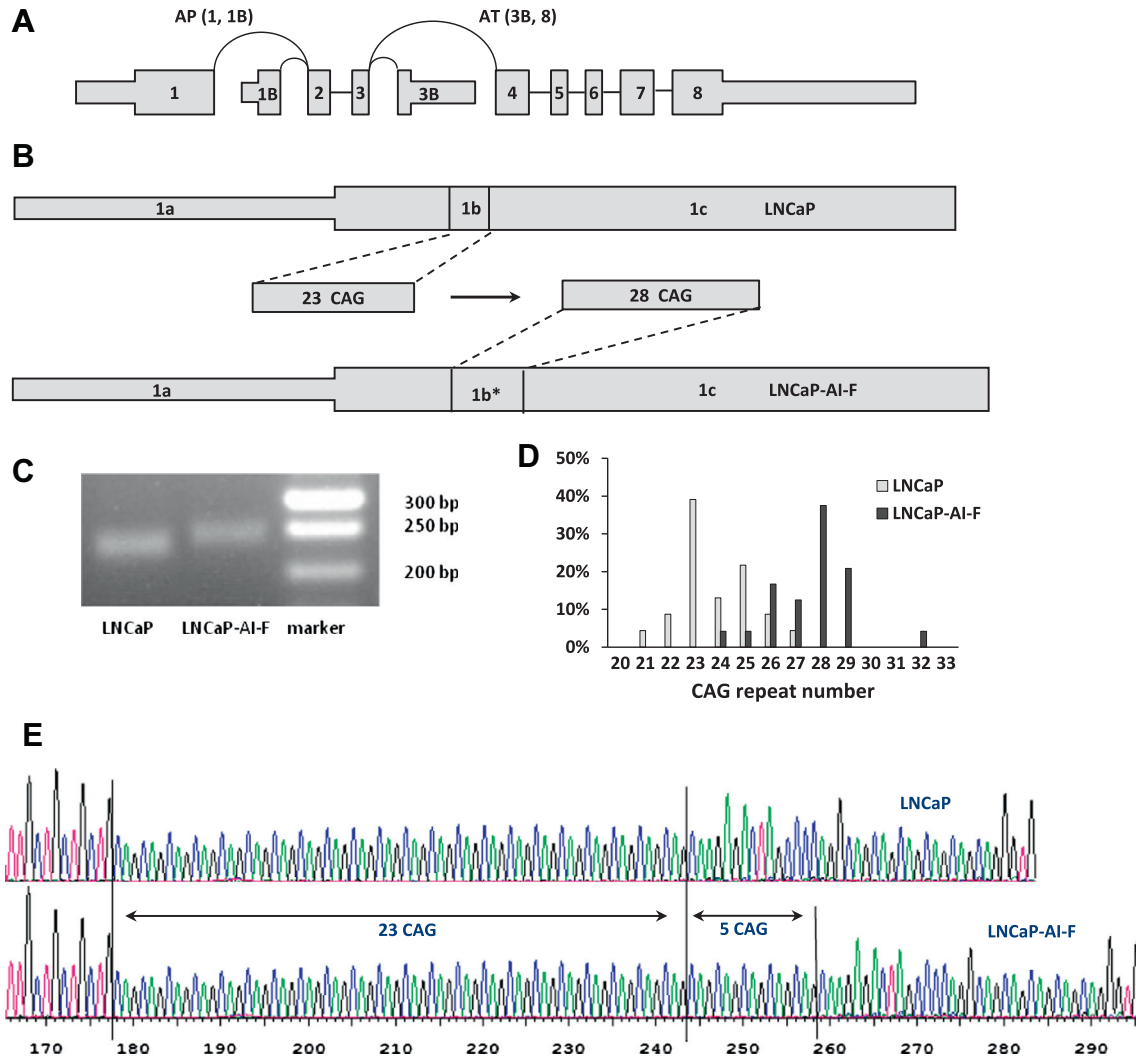 A
AP (1, 1B)
AT (3B, 8)
1
1B
2
3
3B
4
5
6
7
8
B
1a
1b
1c
LNCaP
23 CAG
28 CAG
1a
1b*
1c
LNCaP-AI-F
C
300 bp
250 bp
200 bp
LNCaP
LNCaP-AI-F
marker
D
50%
40%
30%
20%
10%
0%
LNCaP
LNCaP-AI-F
20 21 22 23 24 25 26 27 28 29 30 31 32 33
CAG repeat number
E
LNCaP
23 CAG
5 CAG
LNCaP-AI-F
170 180 190 200 210 220 230 240 250 260 270 280 290